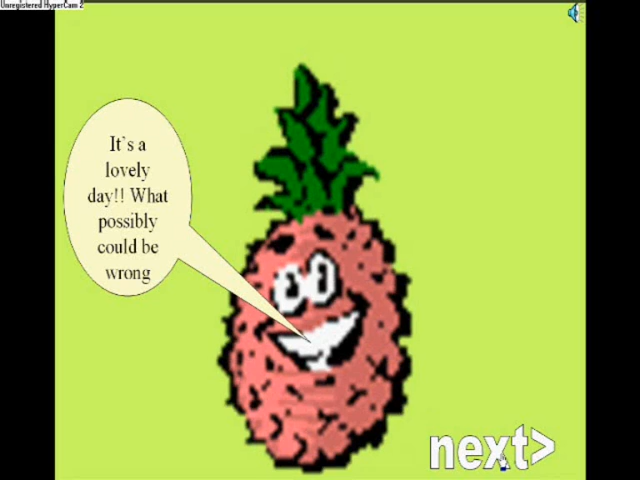 Unregistered HyperCam 2
It`s a
lovely
day!! What
possibly
could be
wrong
next>